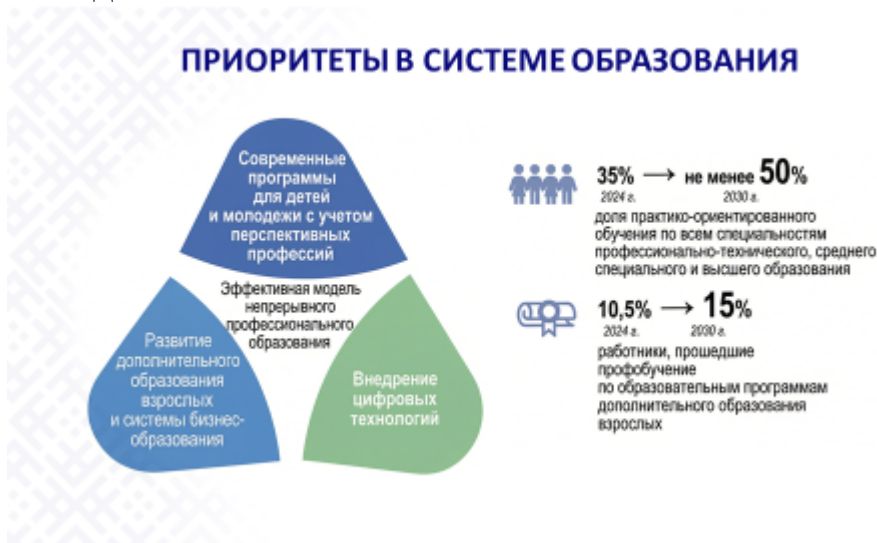 ПРИОРИТЕТЫ В СИСТЕМЕ ОБРАЗОВАНИЯ
Современные
программы
для детей
и молодежи с учетом
перспективных
профессий
Эффективная модель
непрерывного
профессионального
образования
Развитие
дополнительного
образования
взрослых
и системы бизнес-
образования
Внедрение
цифровых
технологий
35% → не менее 50%
2024 г. 2030 г.
доля практико-ориентированного
обучения по всем специальностям
профессионально-технического, среднего
специального и высшего образования
10,5% → 15%
2024 г. 2030 г.
работники, прошедшие
профобучение
по образовательным программам
дополнительного образования
взрослых